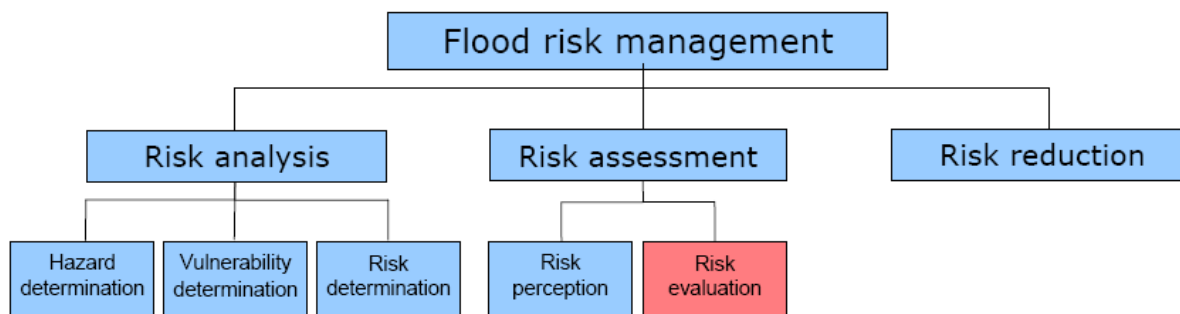 Flood risk management
Risk analysis
Risk assessment
Risk reduction
Hazard
determination
Vulnerability
determination
Risk
determination
Risk
perception
Risk
evaluation